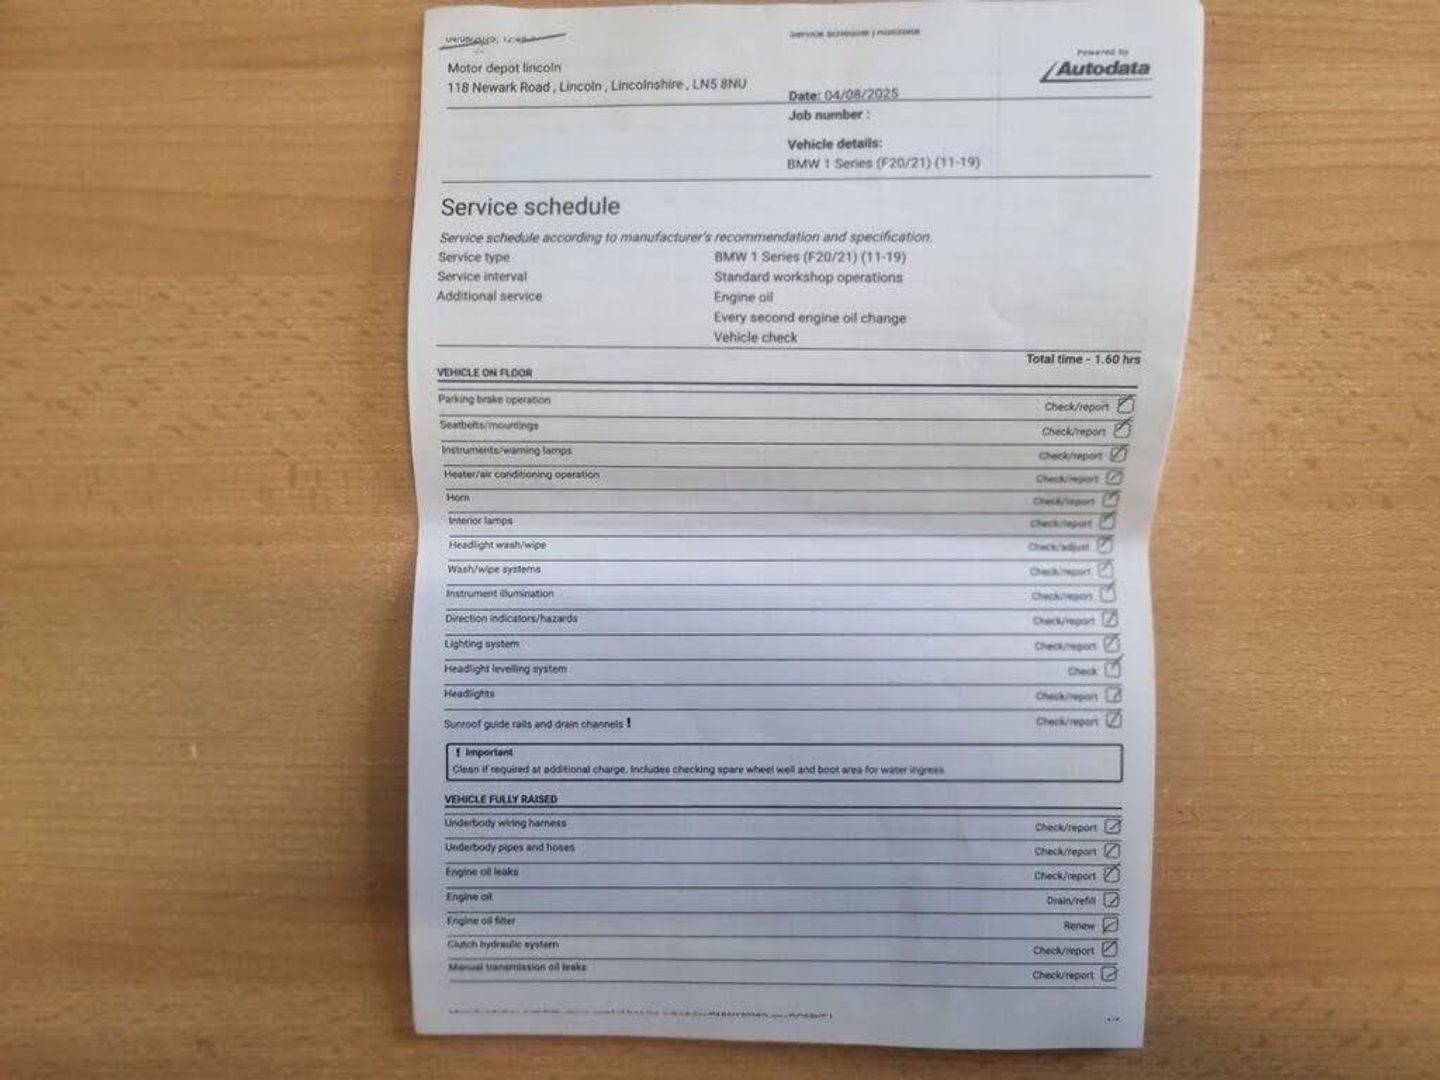 Service schedule | Autodata
Powered by
Autodata
Motor depot lincoln
118 Newark Road , Lincoln , Lincolnshire , LN5 8NU
Date: 04/08/2025
Job number :
Vehicle details:
BMW 1 Series (F20/21) (11-19)
Service schedule
Service schedule according to manufacturer's recommendation and specification.
Service type BMW 1 Series (F20/21) (11-19)
Service interval Standard workshop operations
Additional service Engine oil
Every second engine oil change
Vehicle check
Total time - 1.60 hrs
VEHICLE ON FLOOR
Parking brake operation Check/report
Seatbelts/mountings Check/report
Instruments/warning lamps Check/report
Heater/air conditioning operation Check/report
Horn Check/report
Interior lamps Check/report
Headlight wash/wipe Check/adjust
Wash/wipe systems Check/report
Instrument illumination Check/report
Direction indicators/hazards Check/report
Lighting system Check/report
Headlight levelling system Check
Headlights Check/report
Sunroof guide rails and drain channels ! Check/report
! Important
Clean if required at additional charge. Includes checking spare wheel well and boot area for water ingress
VEHICLE FULLY RAISED
Underbody wiring harness Check/report
Underbody pipes and hoses Check/report
Engine oil leaks Check/report
Engine oil Drain/refill
Engine oil filter Renew
Clutch hydraulic system Check/report
Manual transmission oil leaks Check/report